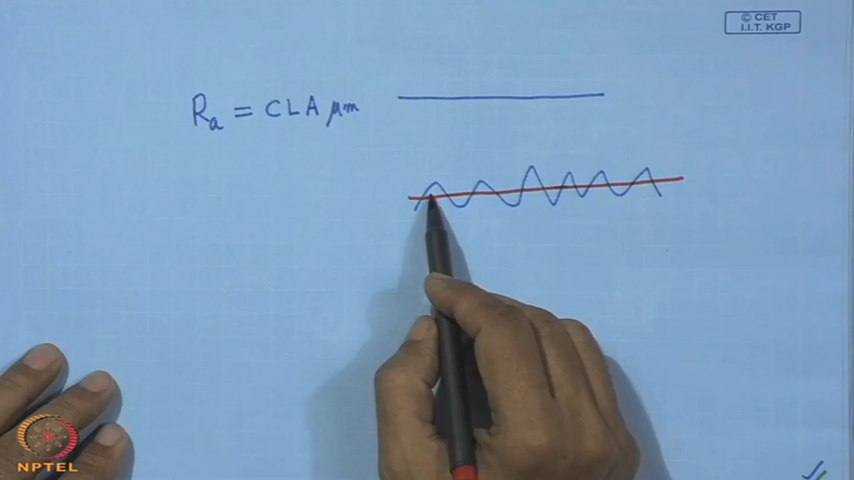 © CET
I.I.T. KGP
Ra = CLA μm
NPTEL